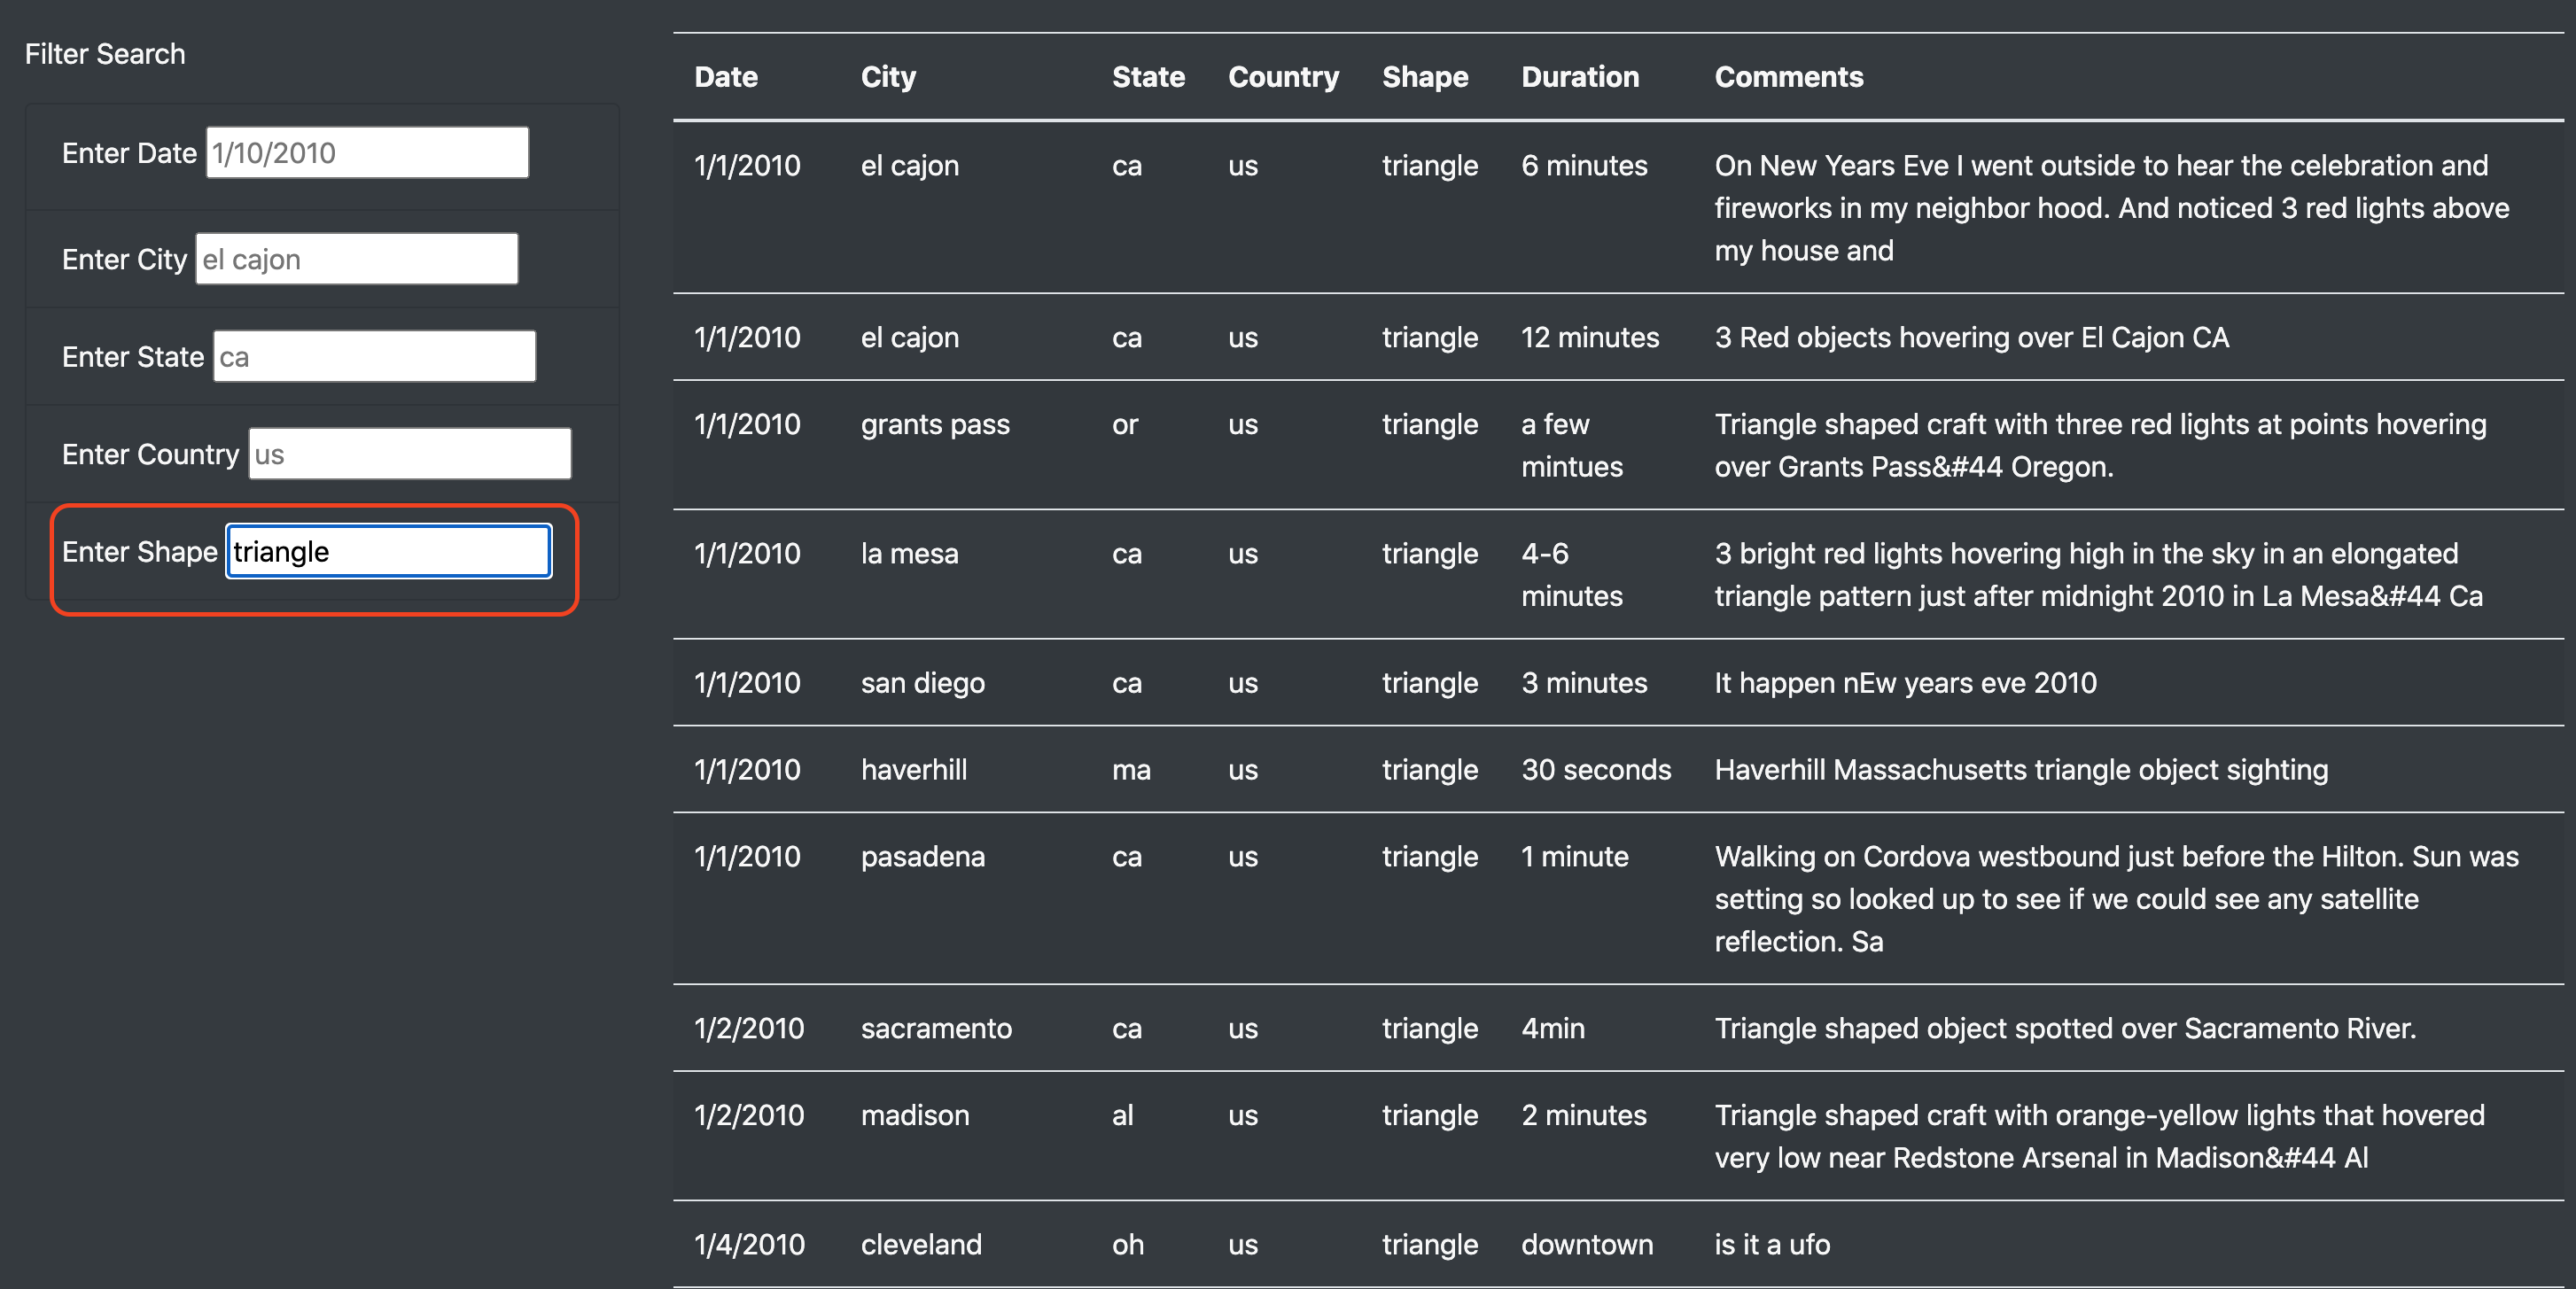 Filter Search
Enter Date 1/10/2010
Enter City el cajon
Enter State ca
Enter Country us
Enter Shape triangle
Date City State Country Shape Duration Comments
1/1/2010 el cajon ca us triangle 6 minutes On New Years Eve I went outside to hear the celebration and
fireworks in my neighbor hood. And noticed 3 red lights above
my house and
1/1/2010 el cajon ca us triangle 12 minutes 3 Red objects hovering over El Cajon CA
1/1/2010 grants pass or us triangle a few Triangle shaped craft with three red lights at points hovering
mintues over Grants Pass&#44 Oregon.
1/1/2010 la mesa ca us triangle 4-6 3 bright red lights hovering high in the sky in an elongated
minutes triangle pattern just after midnight 2010 in La Mesa&#44 Ca
1/1/2010 san diego ca us triangle 3 minutes It happen nEw years eve 2010
1/1/2010 haverhill ma us triangle 30 seconds Haverhill Massachusetts triangle object sighting
1/1/2010 pasadena ca us triangle 1 minute Walking on Cordova westbound just before the Hilton. Sun was
setting so looked up to see if we could see any satellite
reflection. Sa
1/2/2010 sacramento ca us triangle 4min Triangle shaped object spotted over Sacramento River.
1/2/2010 madison al us triangle 2 minutes Triangle shaped craft with orange-yellow lights that hovered
very low near Redstone Arsenal in Madison&#44 Al
1/4/2010 cleveland oh us triangle downtown is it a ufo